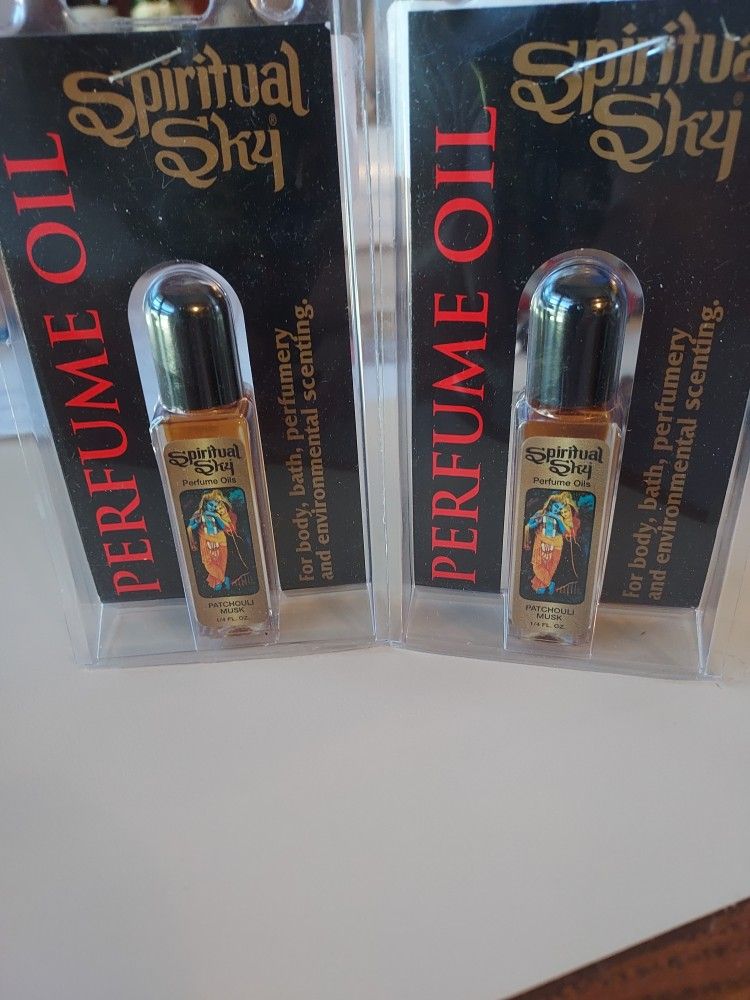 Spiritual
Sky®
PERFUME OIL
For body, bath, perfumery
and environmental scenting.
Spiritual
Sky
Perfume Oils
PATCHOULI
MUSK
1/4 FL. OZ.
Spiritua
Sky®
PERFUME OIL
For body, bath, perfumery
and environmental scenting.
Spiritual
Sky
Perfume Oils
PATCHOULI
MUSK
1/4 FL. OZ.